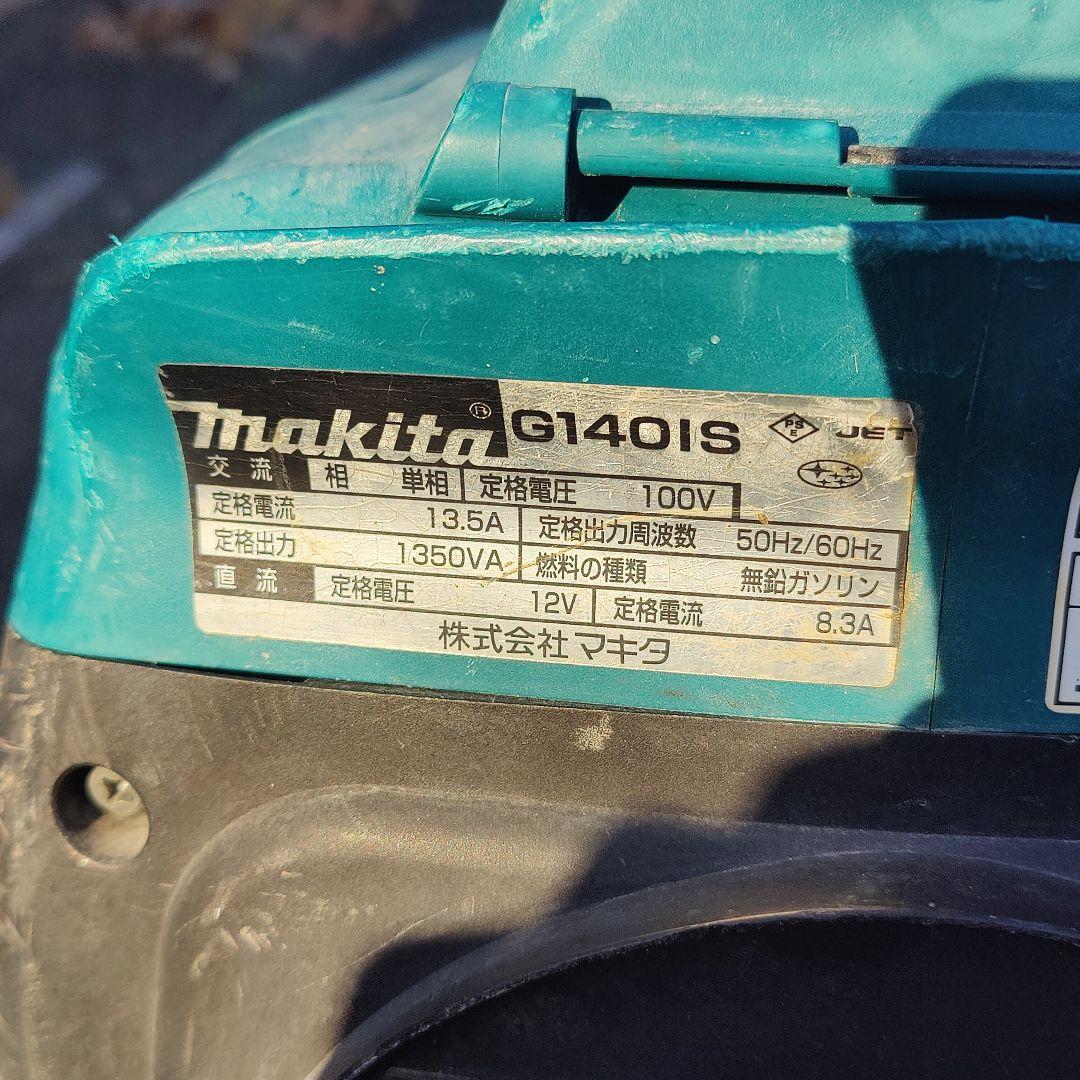 makita® G140IS PS E JET
交流 相 単相 定格電圧 100V
定格電流 13.5A 定格出力周波数 50Hz/60Hz
定格出力 1350VA 燃料の種類 無鉛ガソリン
直流 定格電圧 12V 定格電流 8.3A
株式会社マキタ